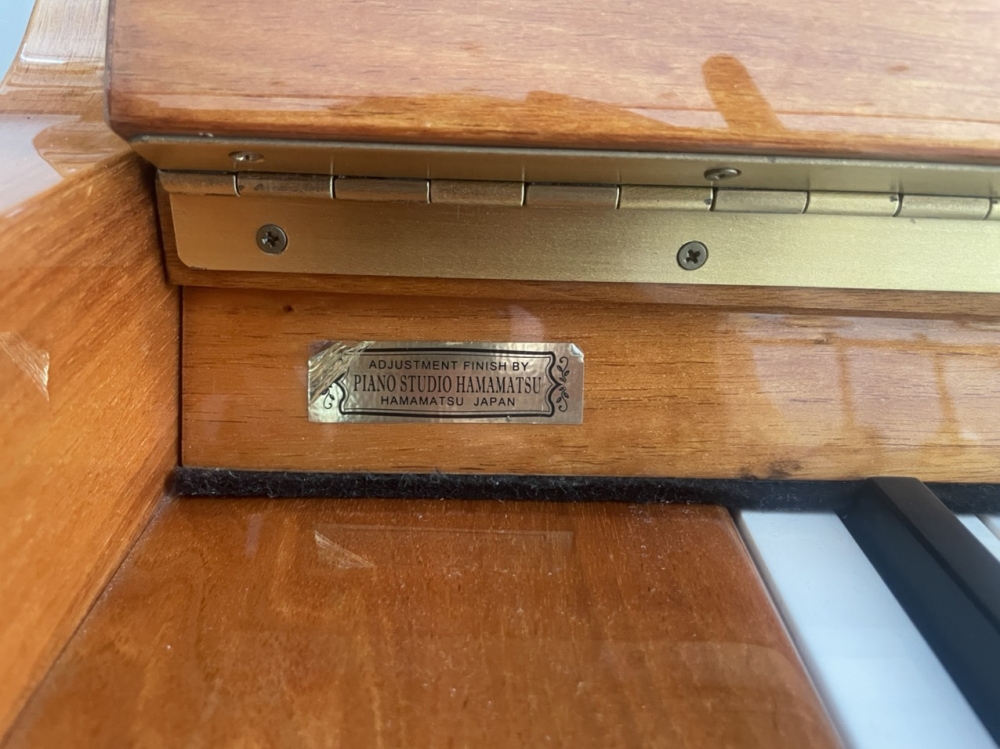 ADJUSTMENT FINISH BY
PIANO STUDIO HAMAMATSU
HAMAMATSU JAPAN